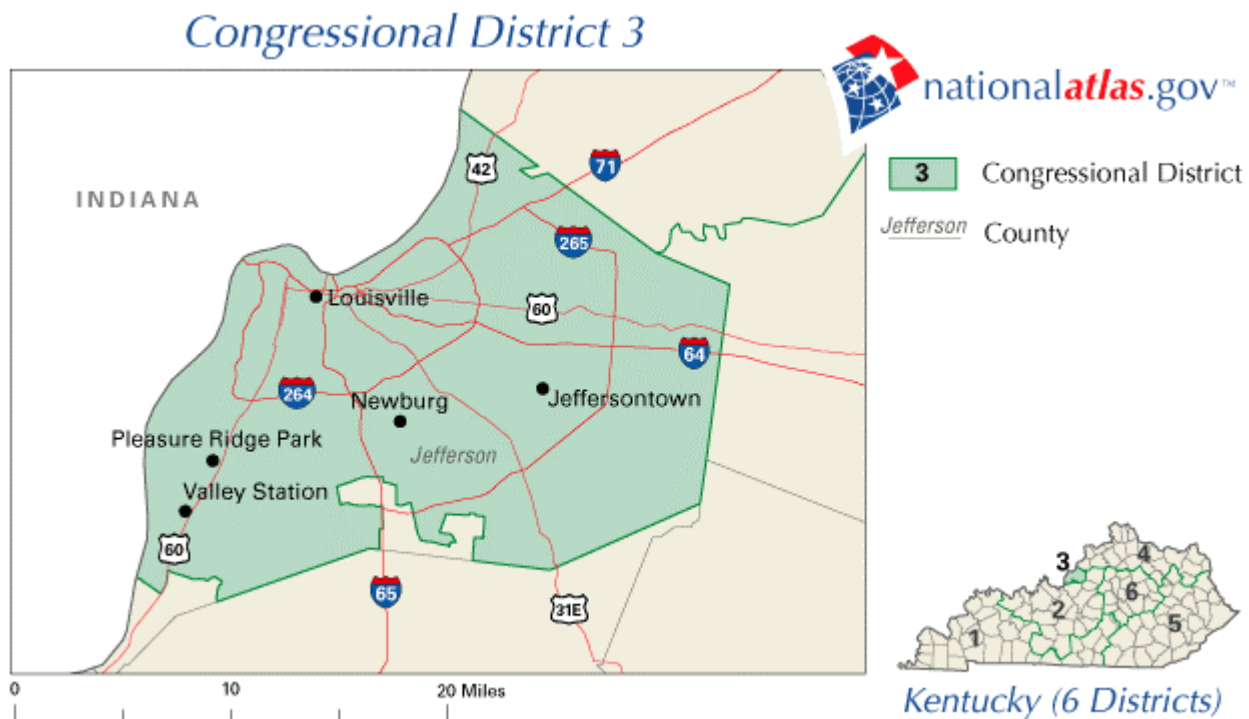 Congressional District 3
nationalatlas.gov™
3 Congressional District
Jefferson County
INDIANA
42
71
265
Louisville
60
64
264
Newburg
Jeffersontown
Pleasure Ridge Park
Jefferson
Valley Station
60
65
31E
0 10 20 Miles
3
4
6
2
5
1
Kentucky (6 Districts)